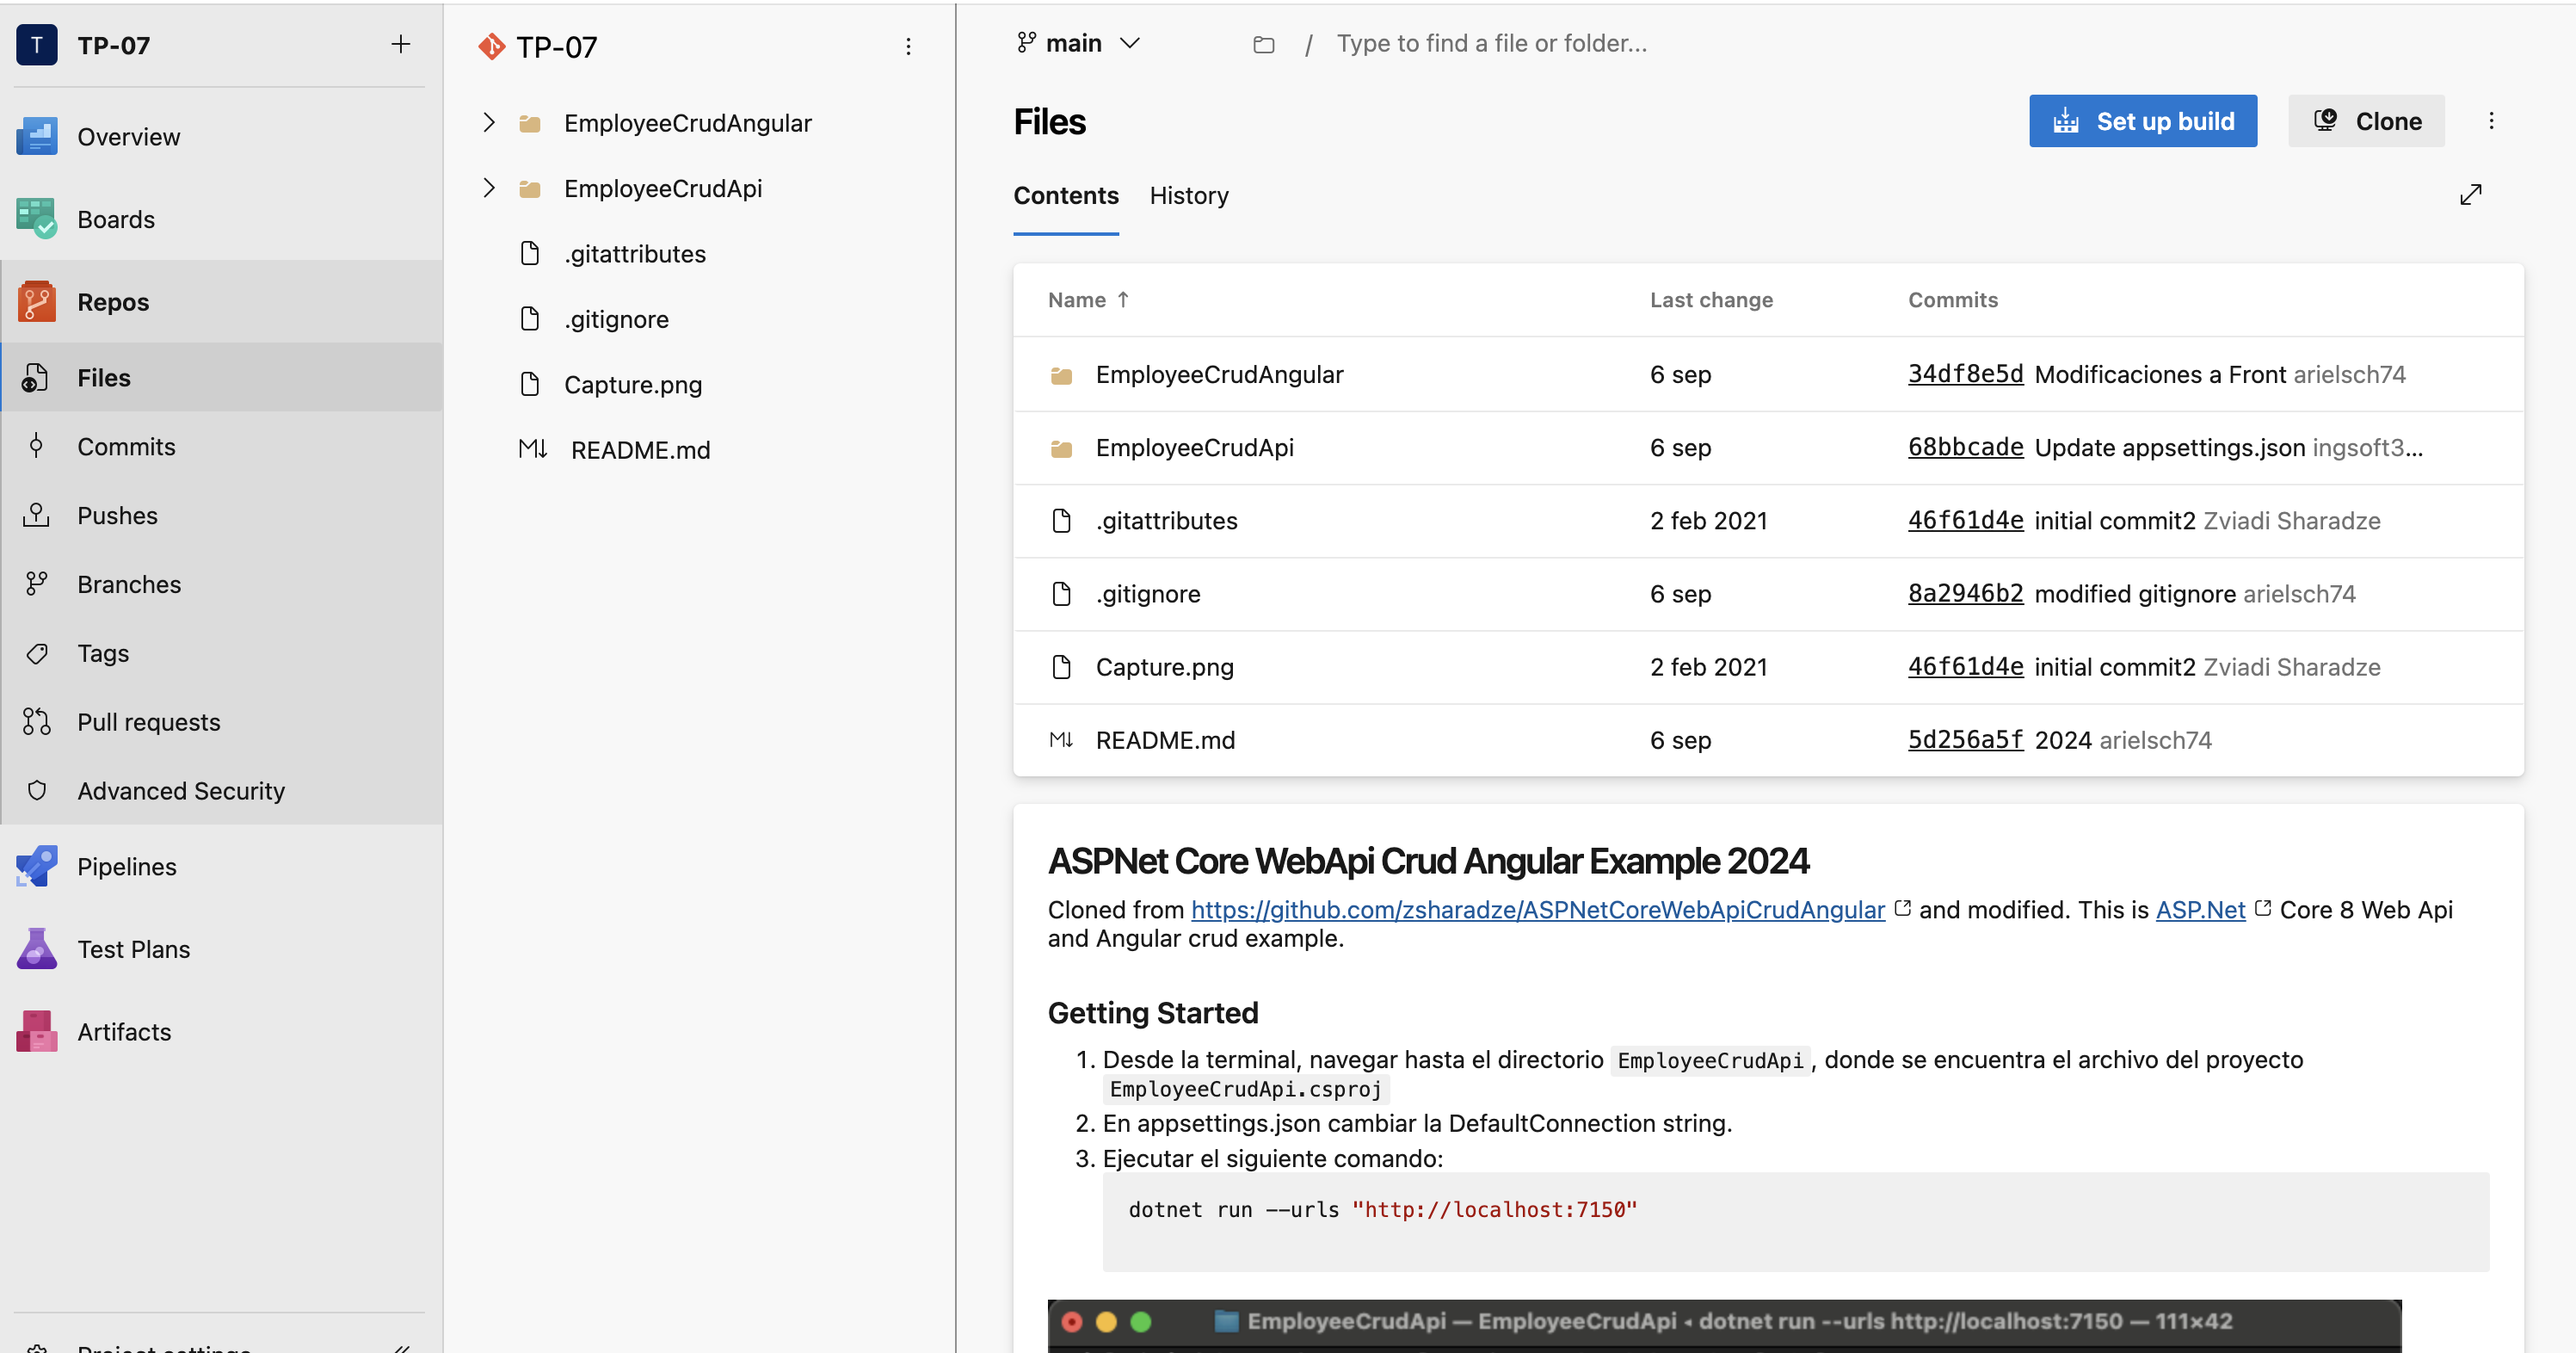 T TP-07
Overview
Boards
Repos
Files
Commits
Pushes
Branches
Tags
Pull requests
Advanced Security
Pipelines
Test Plans
Artifacts
Project settings
TP-07
EmployeeCrudAngular
EmployeeCrudApi
.gitattributes
.gitignore
Capture.png
M↓ README.md
main / Type to find a file or folder...
Files Set up build Clone
Contents History
Name ↑ Last change Commits
EmployeeCrudAngular 6 sep 34df8e5d Modificaciones a Front arielsch74
EmployeeCrudApi 6 sep 68bbcade Update appsettings.json ingsoft3...
.gitattributes 2 feb 2021 46f61d4e initial commit2 Zviadi Sharadze
.gitignore 6 sep 8a2946b2 modified gitignore arielsch74
Capture.png 2 feb 2021 46f61d4e initial commit2 Zviadi Sharadze
M↓ README.md 6 sep 5d256a5f 2024 arielsch74
ASPNet Core WebApi Crud Angular Example 2024
Cloned from https://github.com/zsharadze/ASPNetCoreWebApiCrudAngular and modified. This is ASP.Net Core 8 Web Api
and Angular crud example.
Getting Started
1. Desde la terminal, navegar hasta el directorio EmployeeCrudApi, donde se encuentra el archivo del proyecto
EmployeeCrudApi.csproj
2. En appsettings.json cambiar la DefaultConnection string.
3. Ejecutar el siguiente comando:
dotnet run --urls "http://localhost:7150"
EmployeeCrudApi — EmployeeCrudApi ◂ dotnet run --urls http://localhost:7150 — 111×42